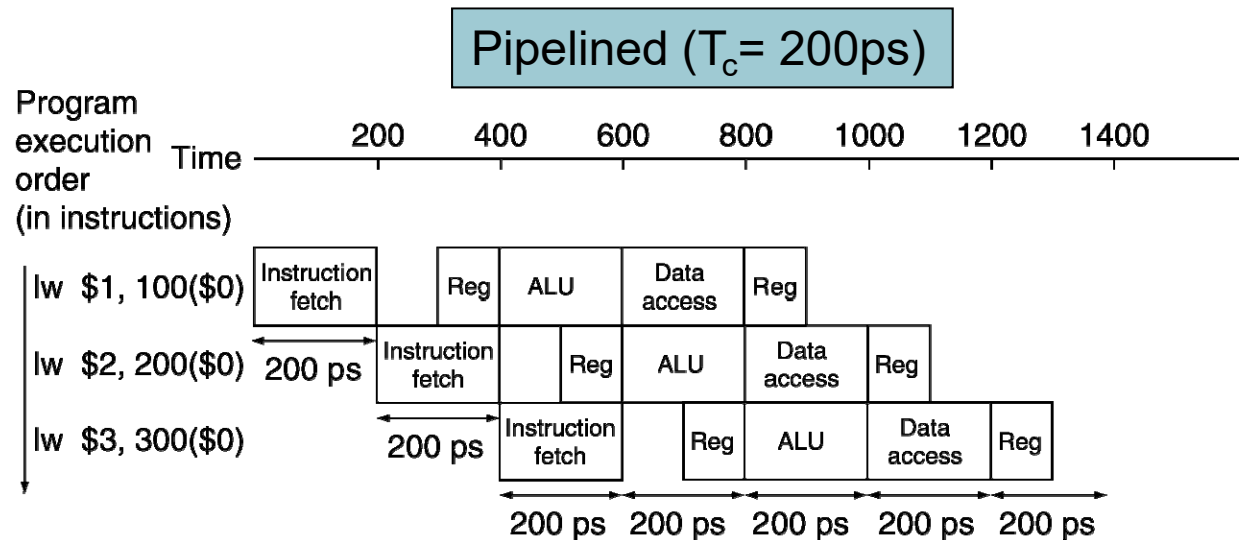 Pipelined (Tc= 200ps)
Program
execution
order
(in instructions)
Time
200 400 600 800 1000 1200 1400
lw $1, 100($0)
Instruction
fetch
Reg
ALU
Data
access
Reg
200 ps
lw $2, 200($0)
Instruction
fetch
Reg
ALU
Data
access
Reg
200 ps
lw $3, 300($0)
Instruction
fetch
Reg
ALU
Data
access
Reg
200 ps 200 ps 200 ps 200 ps 200 ps